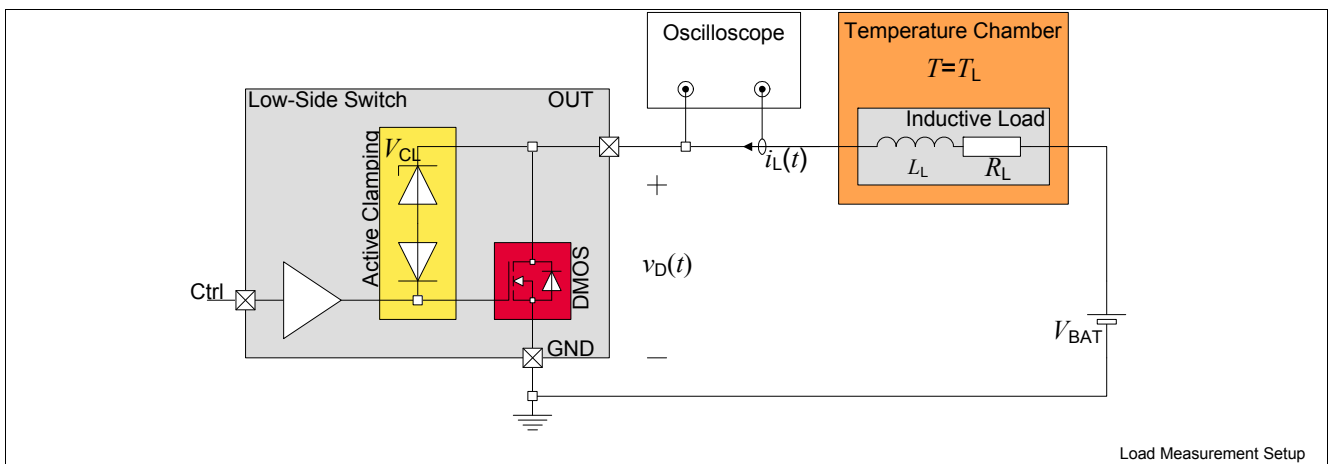 Oscilloscope
Temperature Chamber
T=TL
Low-Side Switch
OUT
Inductive Load
Active Clamping
VCL
iL(t)
LL
RL
+
vD(t)
DMOS
Ctrl
VBAT
GND
–
Load Measurement Setup